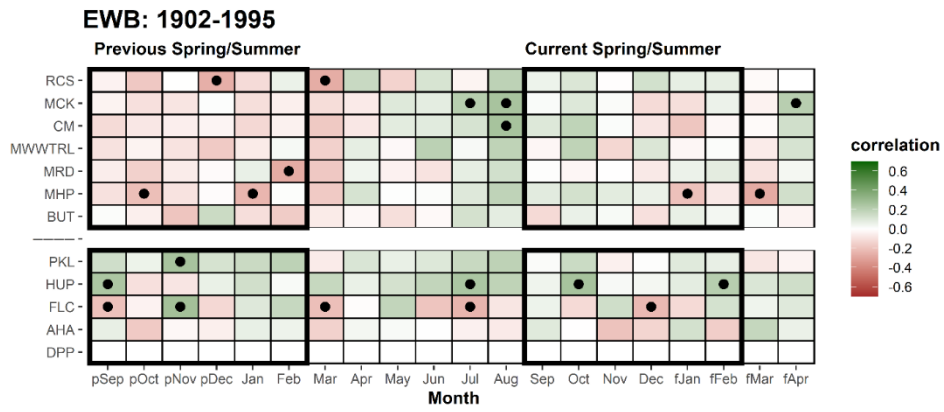 EWB: 1902-1995
Previous Spring/Summer
Current Spring/Summer
RCS
MCK
CM
MWWTRL
MRD
MHP
BUT
————
PKL
HUP
FLC
AHA
DPP
pSep pOct pNov pDec Jan Feb Mar Apr May Jun Jul Aug Sep Oct Nov Dec fJan fFeb fMar fApr
Month
correlation
0.6
0.4
0.2
0.0
-0.2
-0.4
-0.6